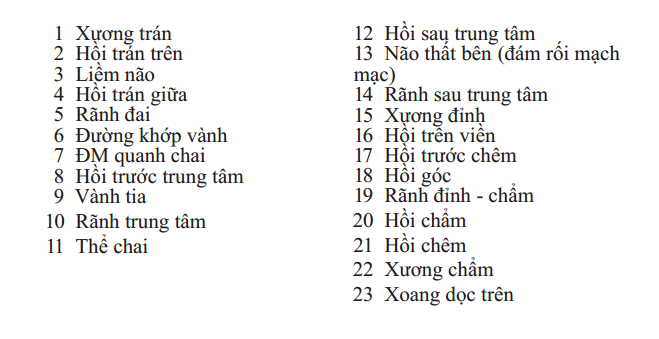 1 Xương trán
2 Hồi trán trên
3 Liềm não
4 Hồi trán giữa
5 Rãnh đai
6 Đường khớp vành
7 ĐM quanh chai
8 Hồi trước trung tâm
9 Vành tia
10 Rãnh trung tâm
11 Thể chai
12 Hồi sau trung tâm
13 Não thất bên (đám rối mạch
mạc)
14 Rãnh sau trung tâm
15 Xương đỉnh
16 Hồi trên viền
17 Hồi trước chêm
18 Hồi góc
19 Rãnh đỉnh - chẩm
20 Hồi chẩm
21 Hồi chêm
22 Xương chẩm
23 Xoang dọc trên